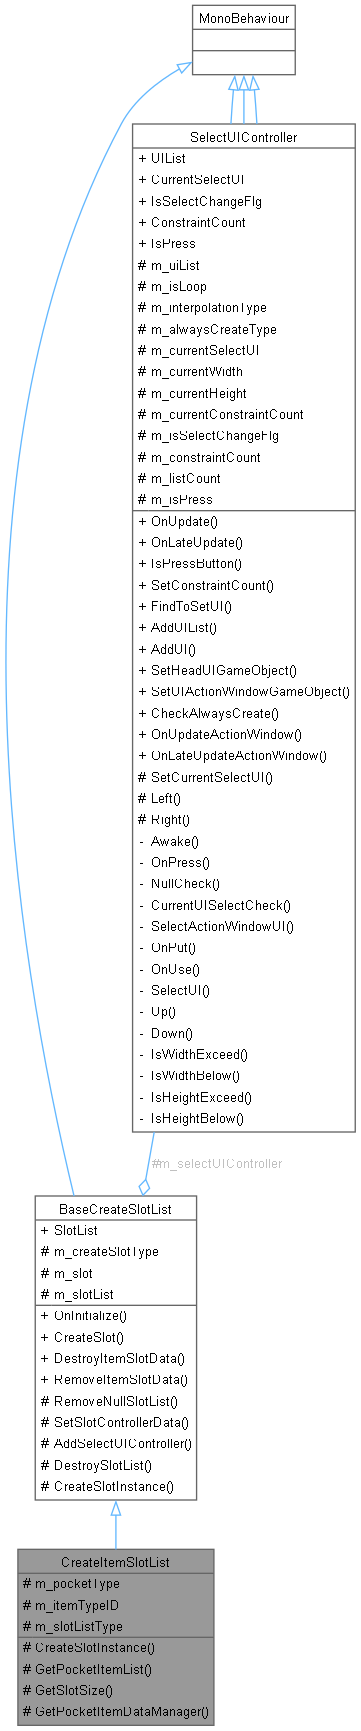 MonoBehaviour
SelectUIController
+ UIList
+ CurrentSelectUI
+ IsSelectChangeFlg
+ ConstraintCount
+ IsPress
# m_uiList
# m_isLoop
# m_interpolationType
# m_alwaysCreateType
# m_currentSelectUI
# m_currentWidth
# m_currentHeight
# m_currentConstraintCount
# m_isSelectChangeFlg
# m_constraintCount
# m_listCount
# m_isPress
+ OnUpdate()
+ OnLateUpdate()
+ IsPressButton()
+ SetConstraintCount()
+ FindToSetUI()
+ AddUIList()
+ AddUI()
+ SetHeadUIGameObject()
+ SetUIActionWindowGameObject()
+ CheckAlwaysCreate()
+ OnUpdateActionWindow()
+ OnLateUpdateActionWindow()
# SetCurrentSelectUI()
# Left()
# Right()
- Awake()
- OnPress()
- NullCheck()
- CurrentUISelectCheck()
- SelectActionWindowUI()
- OnPut()
- OnUse()
- SelectUI()
- Up()
- Down()
- IsWidthExceed()
- IsWidthBelow()
- IsHeightExceed()
- IsHeightBelow()
#m_selectUIController
BaseCreateSlotList
+ SlotList
# m_createSlotType
# m_slot
# m_slotList
+ OnInitialize()
+ CreateSlot()
+ DestroyItemSlotData()
+ RemoveItemSlotData()
# RemoveNullSlotList()
# SetSlotControllerData()
# AddSelectUIController()
# DestroySlotList()
# CreateSlotInstance()
CreateItemSlotList
# m_pocketType
# m_itemTypeID
# m_slotListType
# CreateSlotInstance()
# GetPocketItemList()
# GetSlotSize()
# GetPocketItemDataManager()